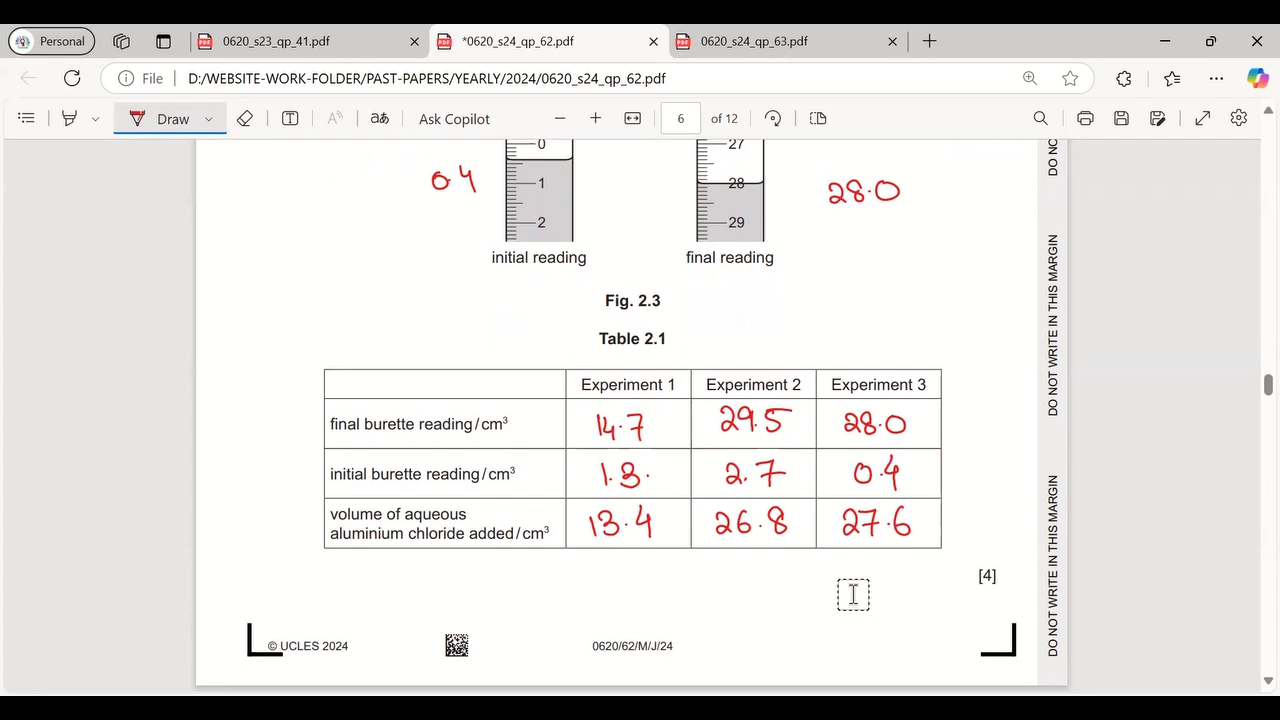 Personal
0620_s23_qp_41.pdf
*0620_s24_qp_62.pdf
0620_s24_qp_63.pdf
File
D:/WEBSITE-WORK-FOLDER/PAST-PAPERS/YEARLY/2024/0620_s24_qp_62.pdf
Draw
Ask Copilot
6
of 12
0
1
2
0.4
27
28
29
28.0
initial reading
final reading
Fig. 2.3
Table 2.1
Experiment 1 Experiment 2 Experiment 3
final burette reading/cm³ 14.7 29.5 28.0
initial burette reading/cm³ 1.3. 2.7 0.4
volume of aqueous
aluminium chloride added/cm³ 13.4 26.8 27.6
[4]
© UCLES 2024
0620/62/M/J/24
DO NO
DO NOT WRITE IN THIS MARGIN
DO NOT WRITE IN THIS MARGIN